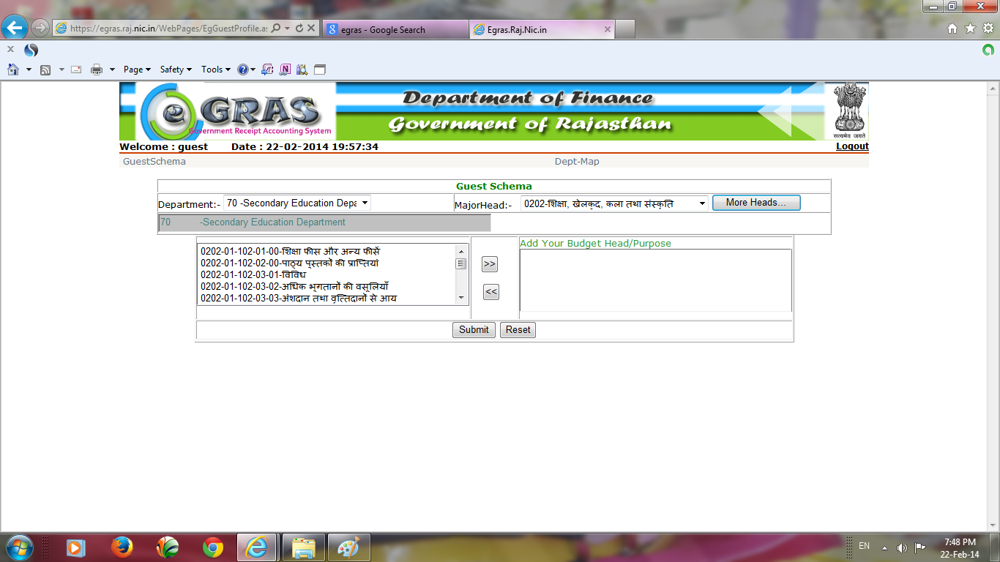 https://egras.raj.nic.in/WebPages/EgGuestProfile.as
egras - Google Search
Egras.Raj.Nic.in
Page Safety Tools
eGRAS
Government Receipt Accounting System
Department of Finance
Government of Rajasthan
सत्यमेव जयते
Welcome : guest Date : 22-02-2014 19:57:34 Logout
GuestSchema Dept-Map
Guest Schema
Department:- 70 -Secondary Education Depa MajorHead:- 0202-शिक्षा, खेलकूद, कला तथा संस्कृति More Heads...
70 -Secondary Education Department
Add Your Budget Head/Purpose
0202-01-102-01-00-शिक्षा फीस और अन्य फीसें
0202-01-102-02-00-पाठ्य पुस्तकों की प्राप्तियां
0202-01-102-03-01-विविध
0202-01-102-03-02-अधिक भुगतानों की वसूलियाँ
0202-01-102-03-03-अंशदान तथा वृत्तिदानों से आय
>>
<<
Submit Reset
EN
7:48 PM
22-Feb-14